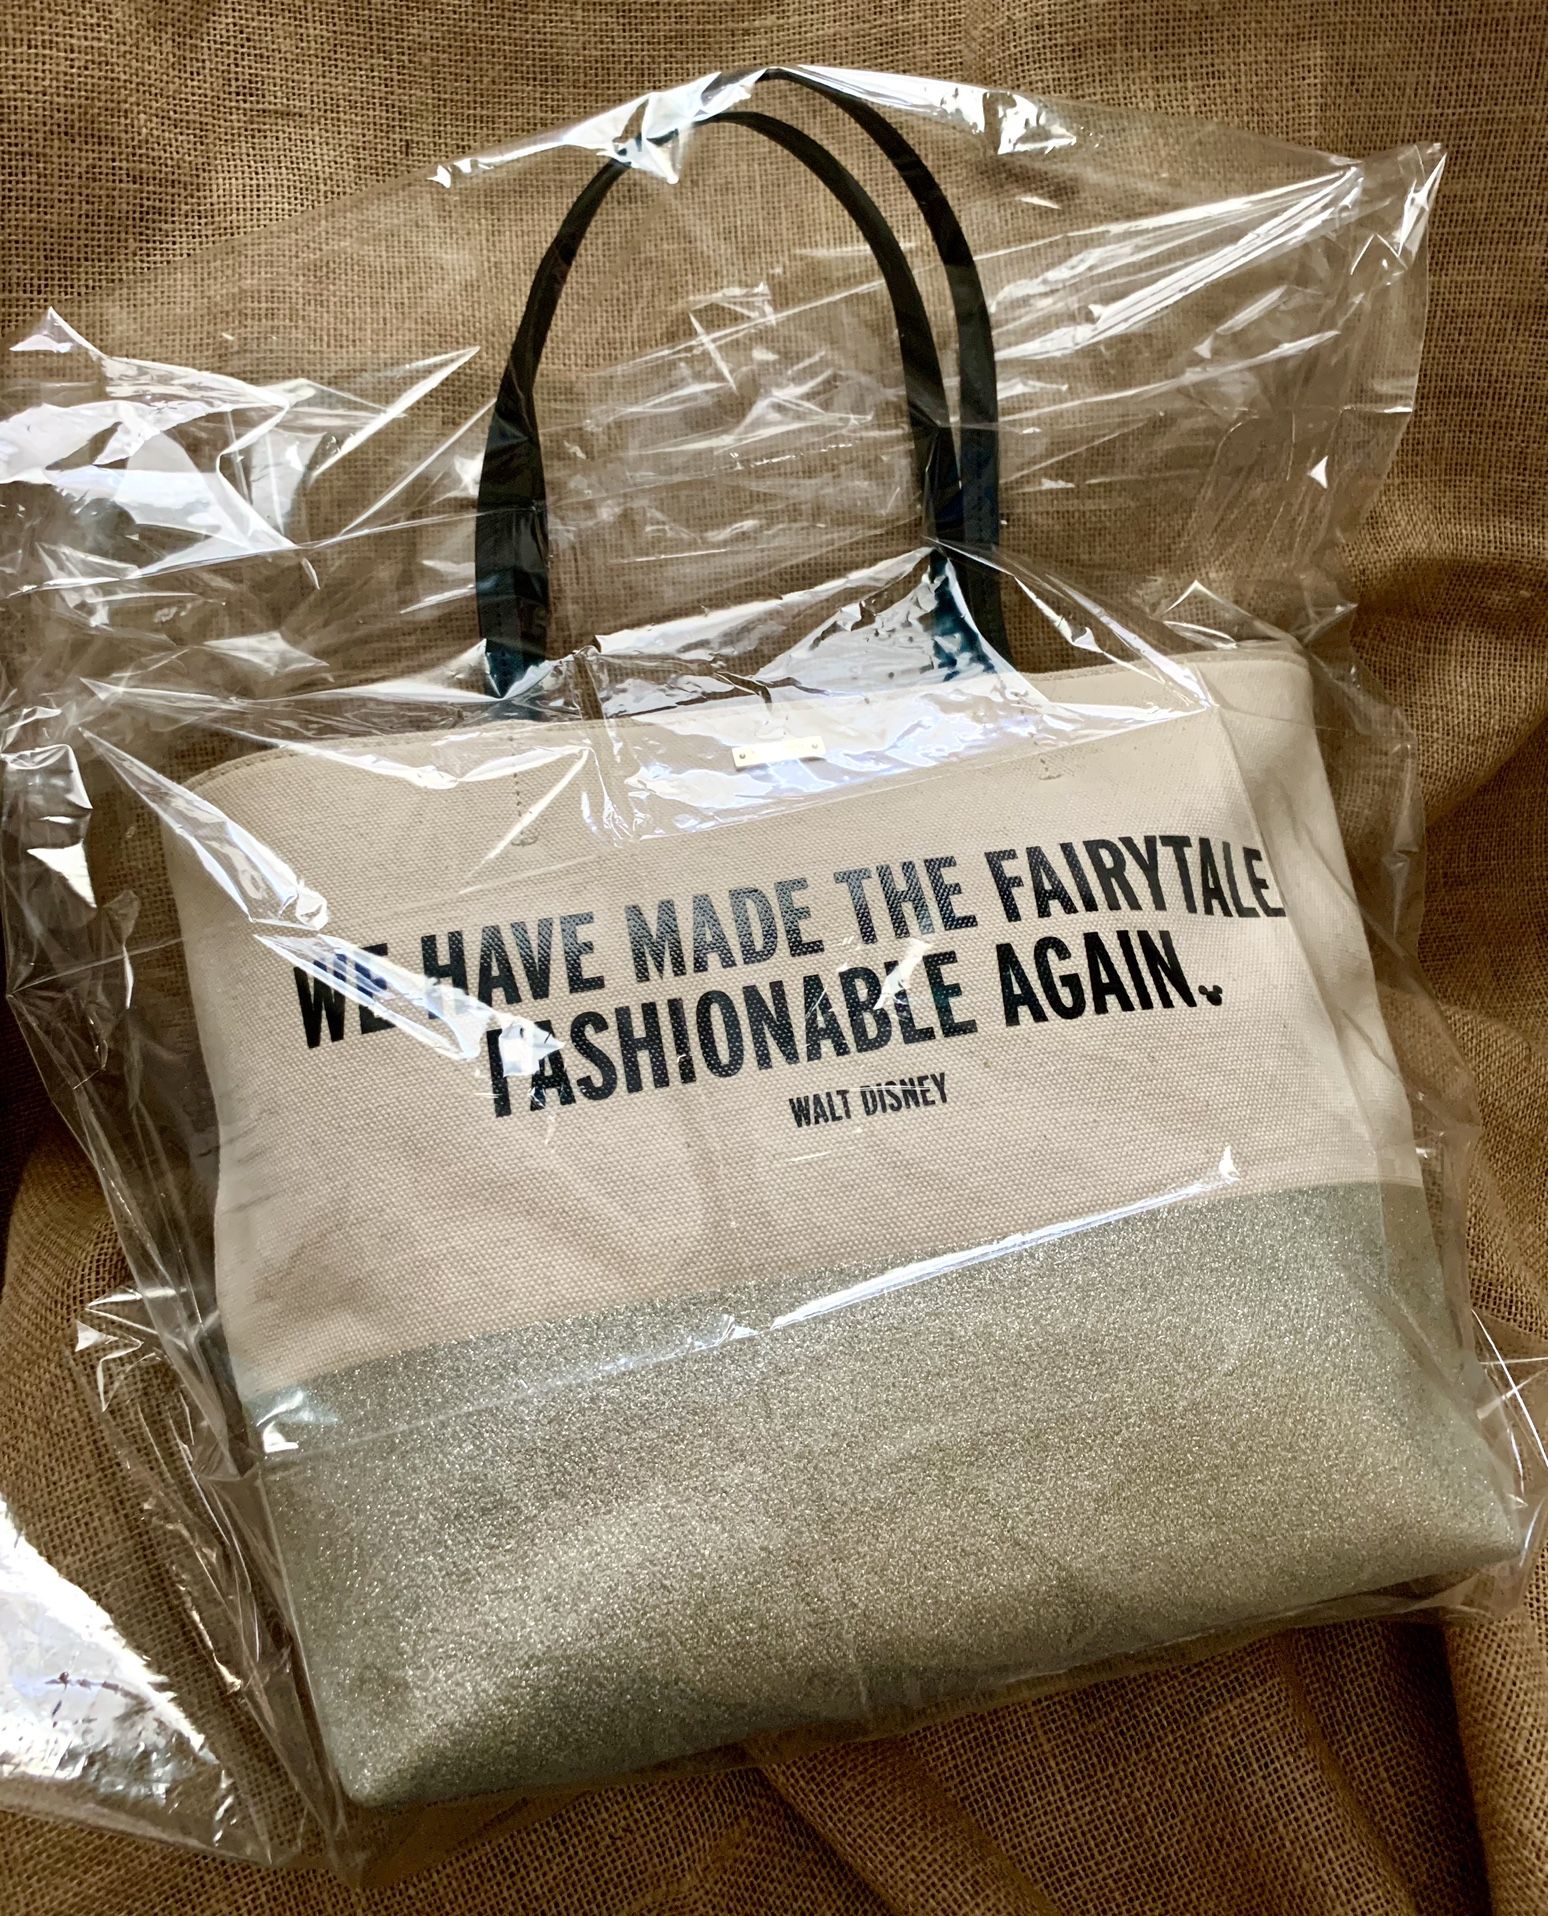 WE HAVE MADE THE FAIRYTALE
FASHIONABLE AGAIN.
WALT DISNEY